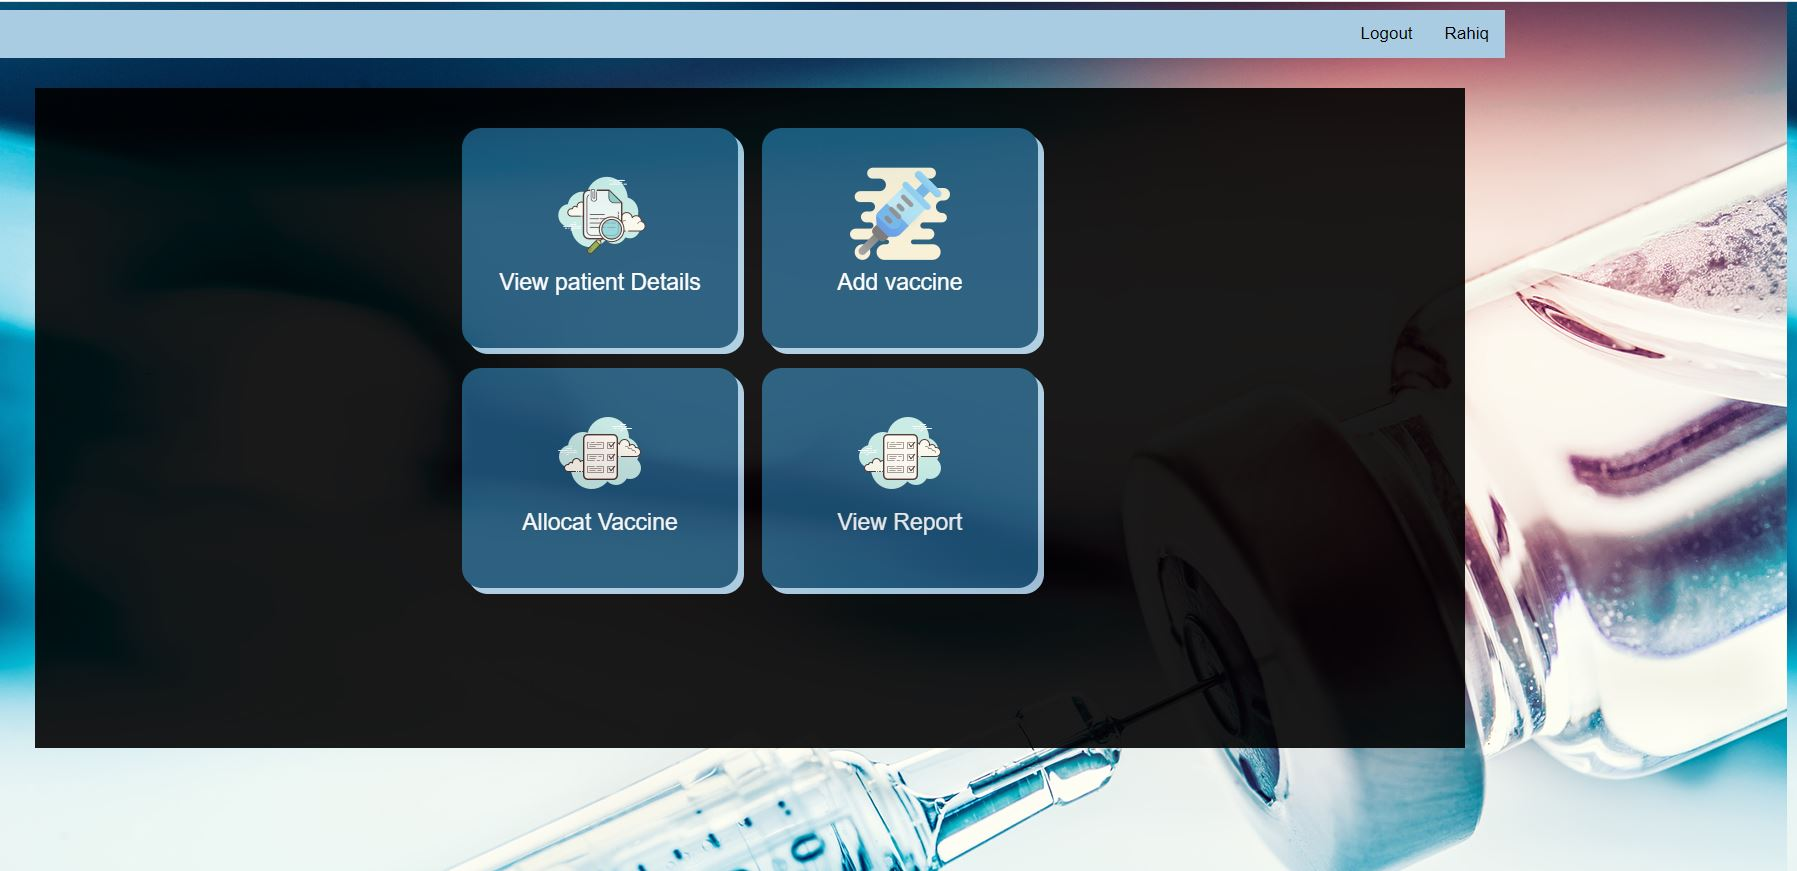 Logout Rahiq
View patient Details
Add vaccine
Allocat Vaccine
View Report